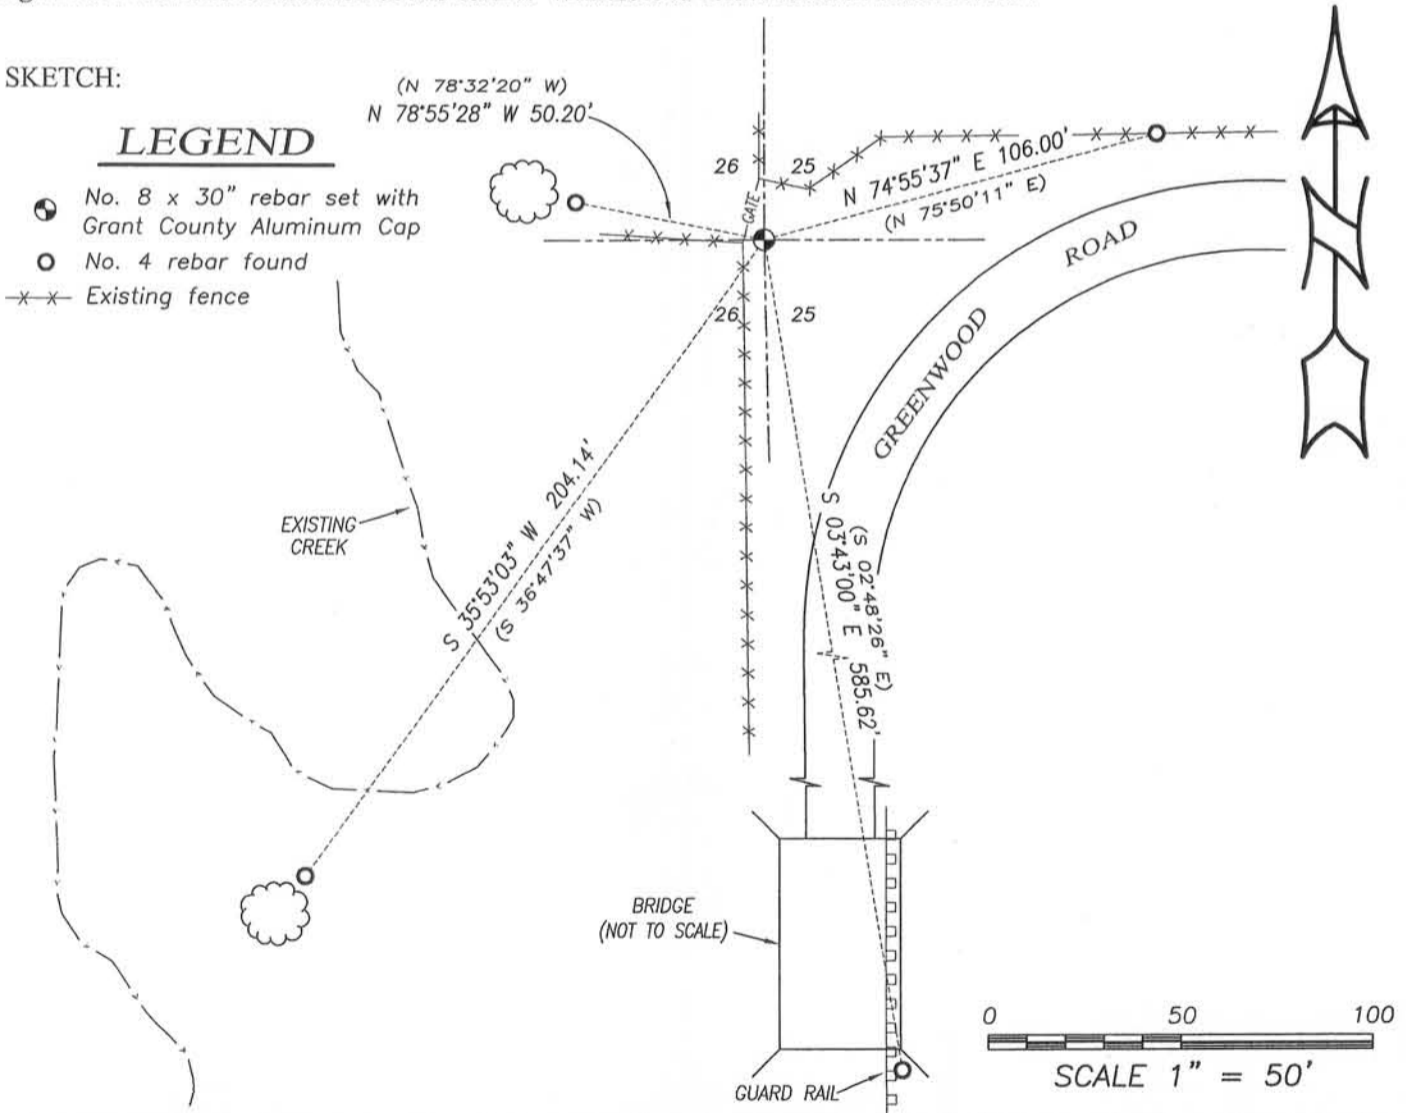 SKETCH:
LEGEND
No. 8 x 30" rebar set with
Grant County Aluminum Cap
No. 4 rebar found
Existing fence
(N 78°32'20" W)
N 78°55'28" W 50.20'
26
25
GATE
N 74°55'37" E 106.00'
(N 75°50'11" E)
26
25
GREENWOOD ROAD
EXISTING
CREEK
S 35°53'03" W 204.14'
(S 36°47'37" W)
(S 02°48'26" E)
S 03°43'00" E 585.62'
BRIDGE
(NOT TO SCALE)
GUARD RAIL
N
0 50 100
SCALE 1" = 50'